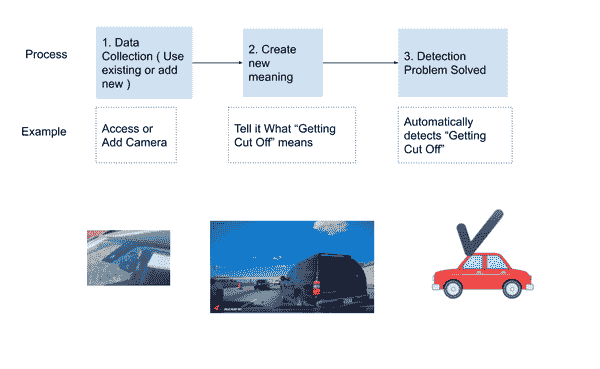 Process
1. Data
Collection ( Use
existing or add
new )
2. Create
new
meaning
3. Detection
Problem Solved
Example
Access or
Add Camera
Tell it What “Getting
Cut Off” means
Automatically
detects “Getting
Cut Off”